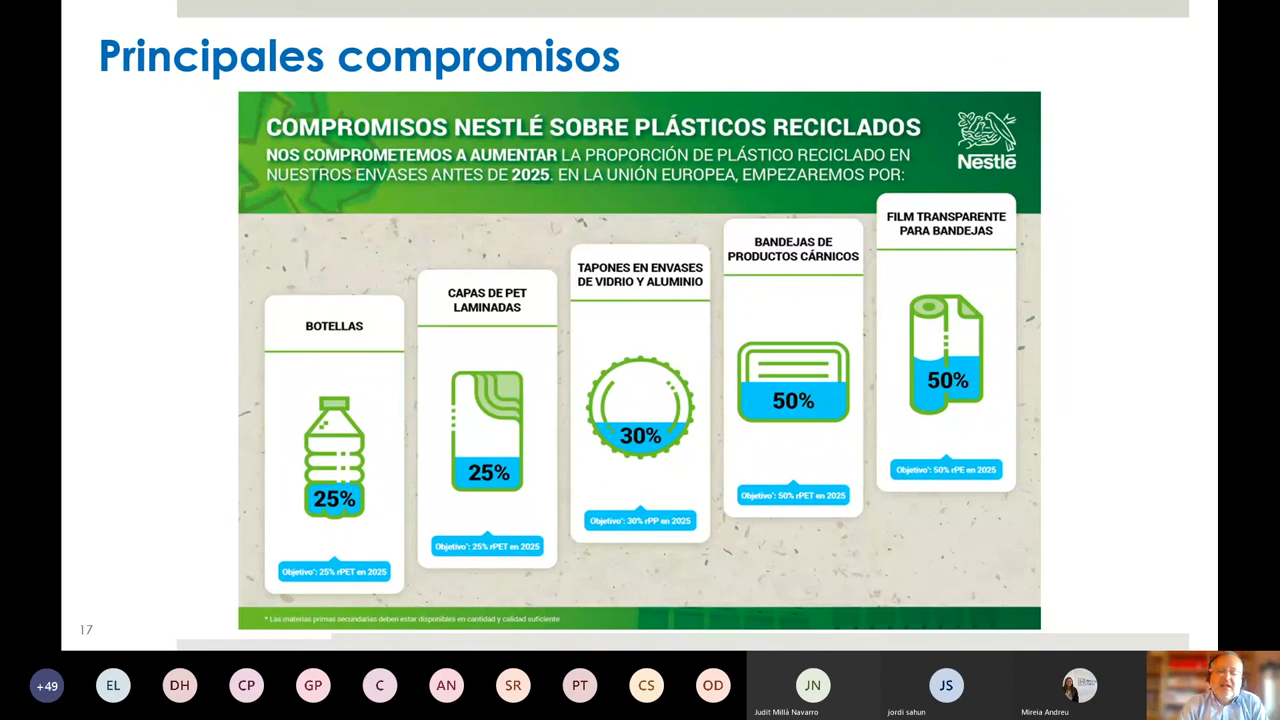 Principales compromisos
COMPROMISOS NESTLÉ SOBRE PLÁSTICOS RECICLADOS
NOS COMPROMETEMOS A AUMENTAR LA PROPORCIÓN DE PLÁSTICO RECICLADO EN
NUESTROS ENVASES ANTES DE 2025. EN LA UNIÓN EUROPEA, EMPEZAREMOS POR:
Nestlé
BOTELLAS
25%
Objetivo*: 25% rPET en 2025
CAPAS DE PET
LAMINADAS
25%
Objetivo*: 25% rPET en 2025
TAPONES EN ENVASES
DE VIDRIO Y ALUMINIO
30%
Objetivo*: 30% rPP en 2025
BANDEJAS DE
PRODUCTOS CÁRNICOS
50%
Objetivo*: 50% rPET en 2025
FILM TRANSPARENTE
PARA BANDEJAS
50%
Objetivo*: 50% rPE en 2025
* Las materias primas secundarias deben estar disponibles en cantidad y calidad suficiente
17
+49
EL
DH
CP
GP
C
AN
SR
PT
CS
OD
JN
Judit Millà Navarro
JS
jordi sahun
Mireia Andreu